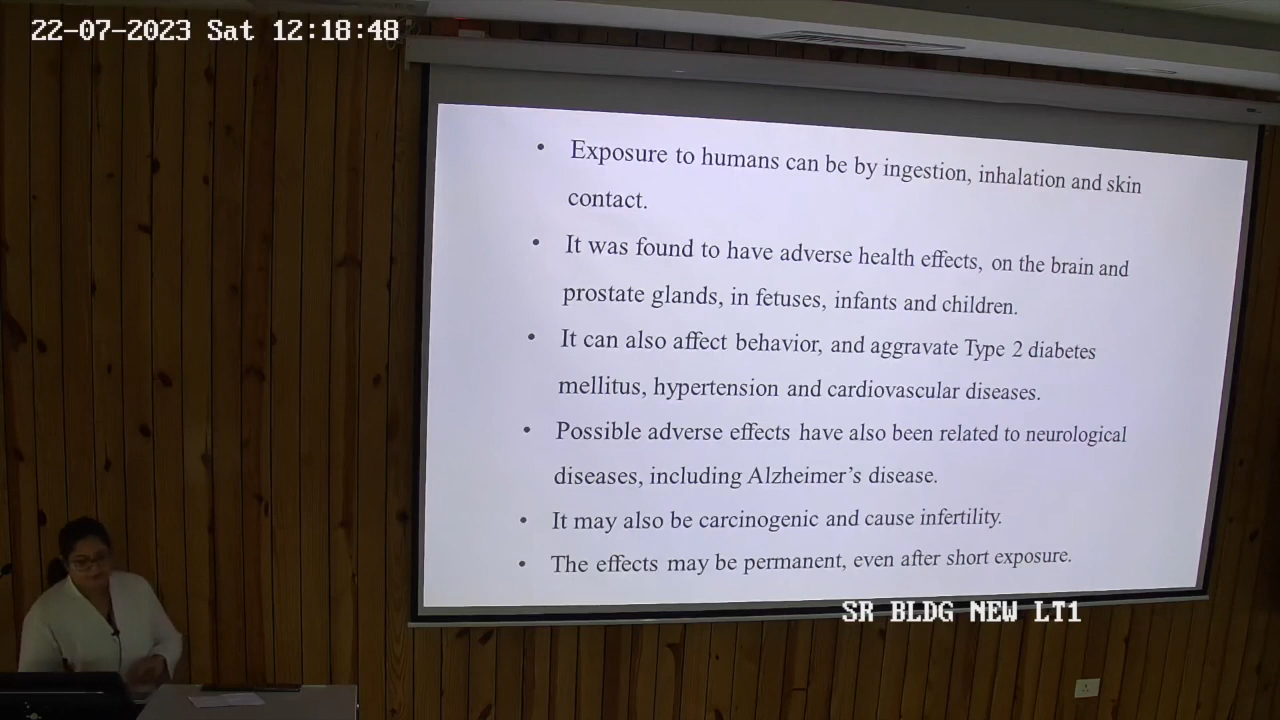 22-07-2023 Sat 12:18:48
• Exposure to humans can be by ingestion, inhalation and skin
contact.
• It was found to have adverse health effects, on the brain and
prostate glands, in fetuses, infants and children.
• It can also affect behavior, and aggravate Type 2 diabetes
mellitus, hypertension and cardiovascular diseases.
• Possible adverse effects have also been related to neurological
diseases, including Alzheimer’s disease.
• It may also be carcinogenic and cause infertility.
• The effects may be permanent, even after short exposure.
SR BLDG NEW LT1